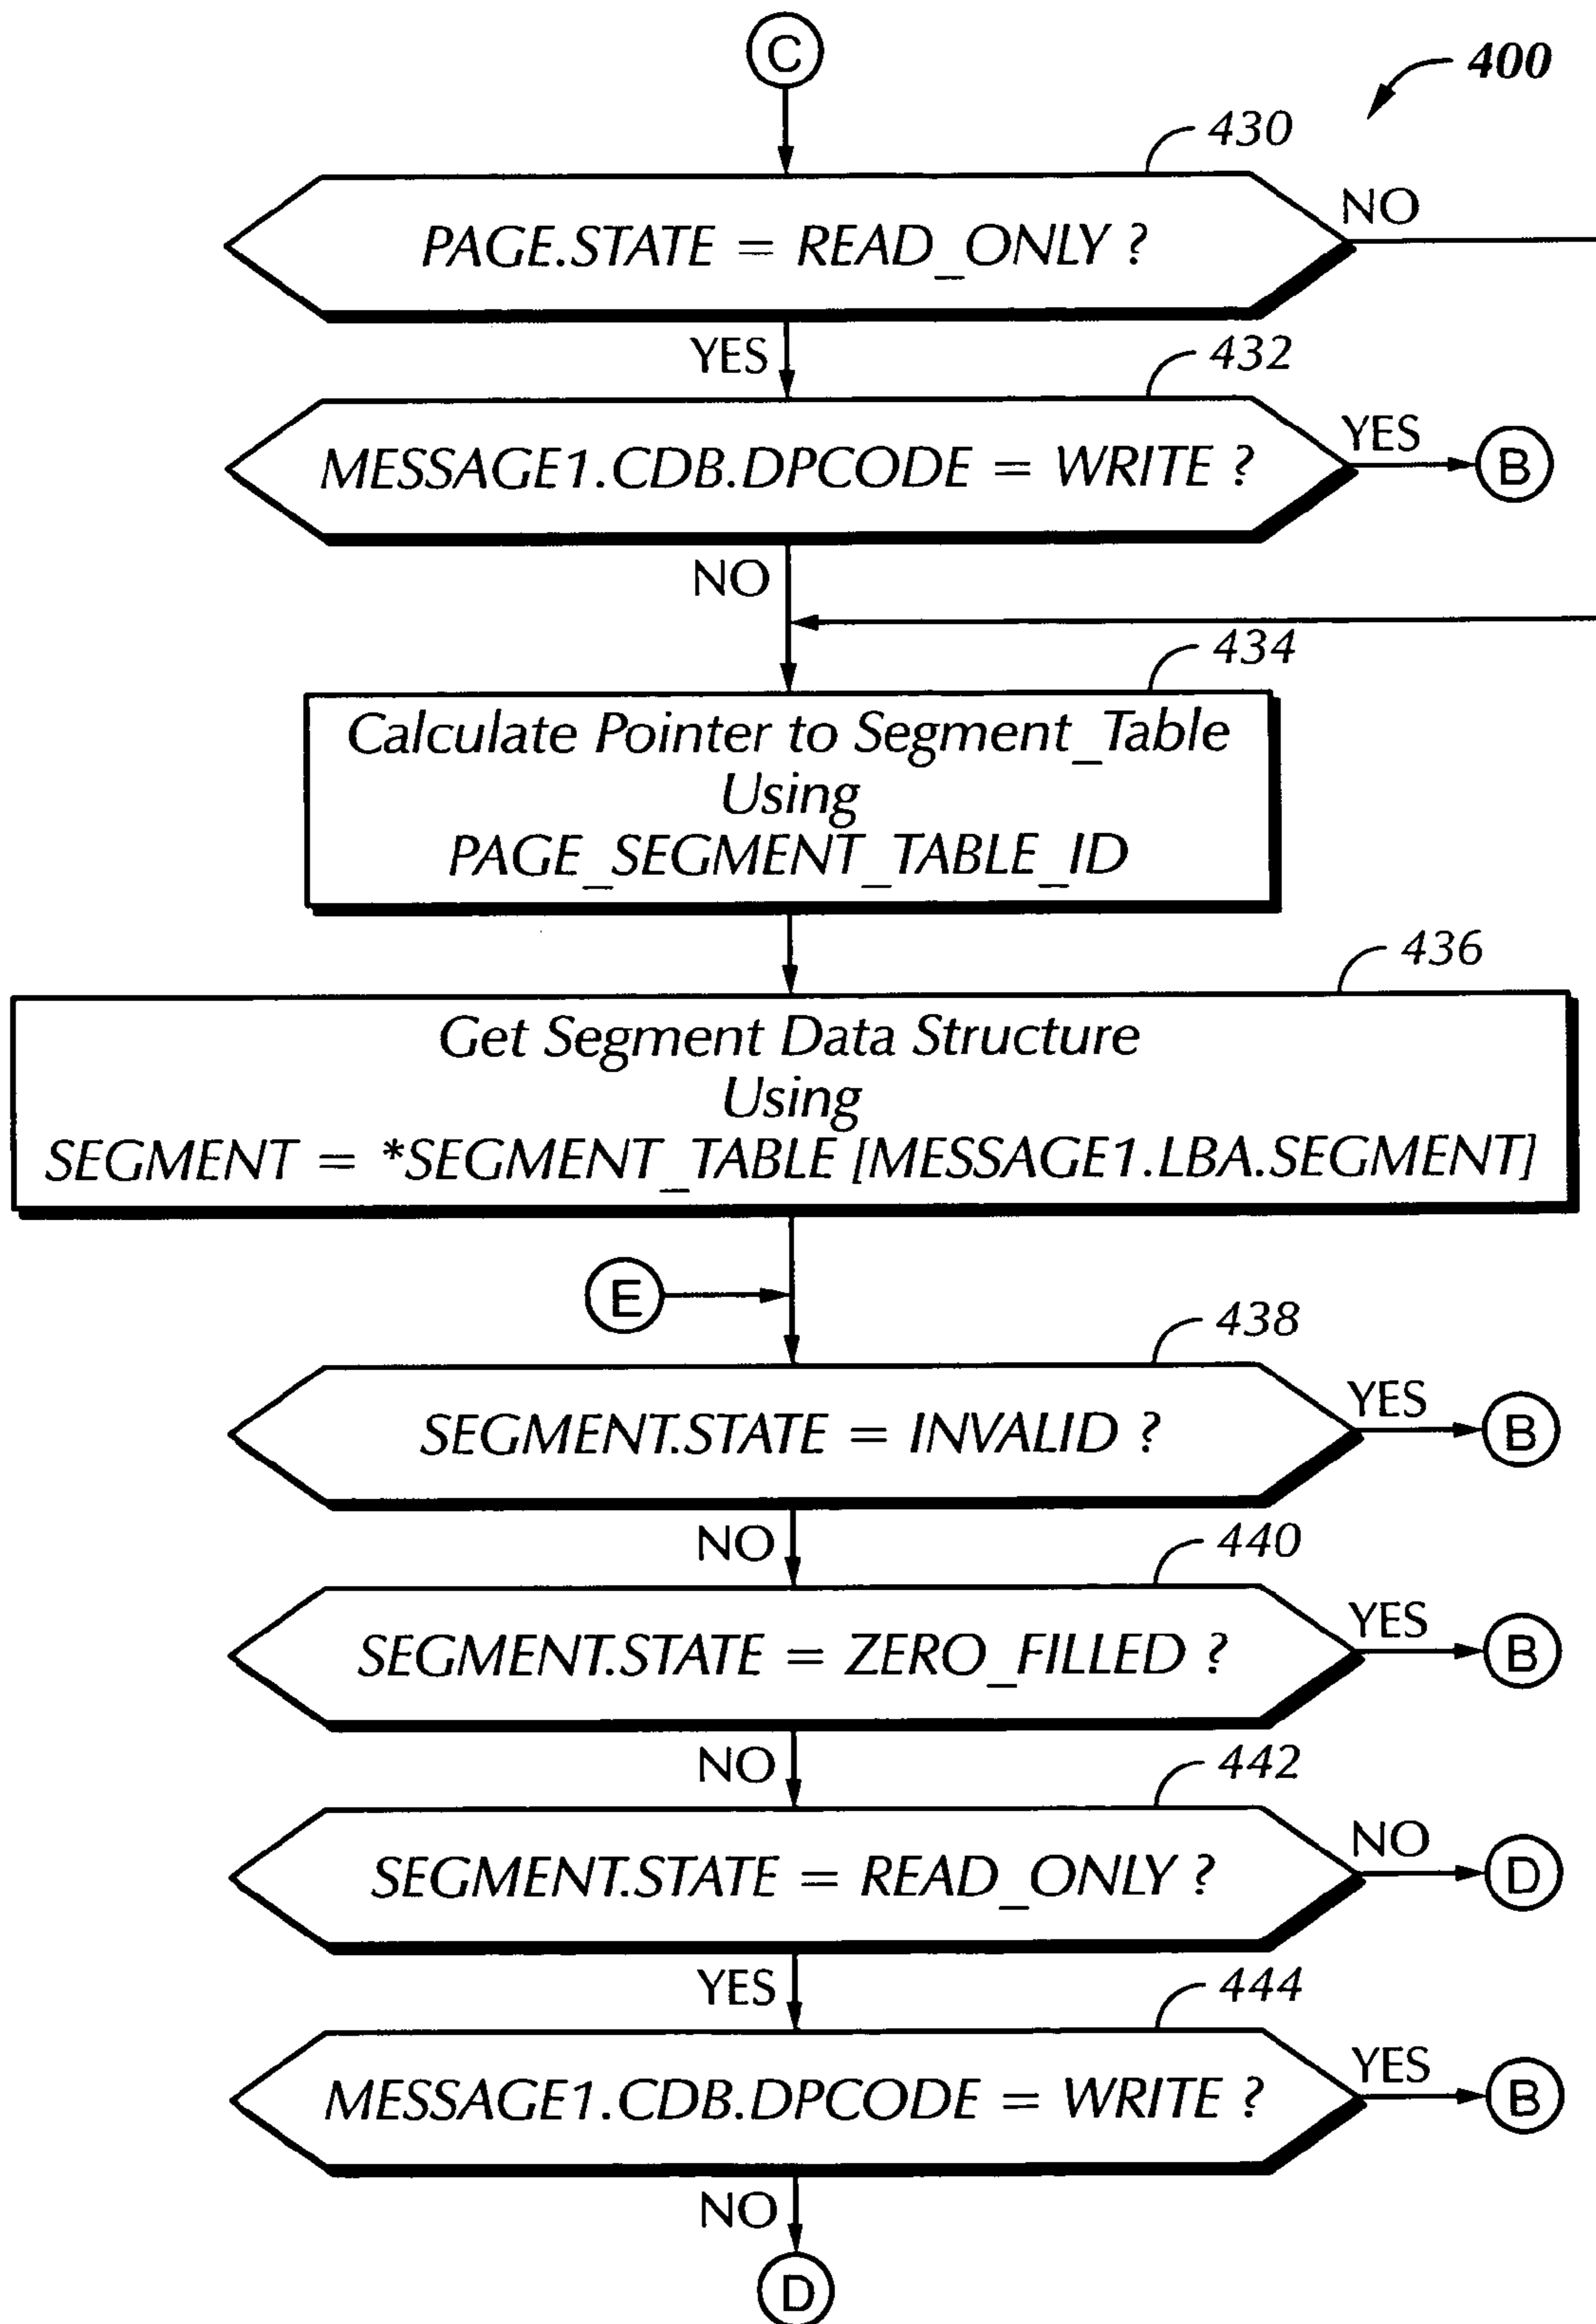 C
400
430
PAGE.STATE = READ_ONLY ?
NO
YES
432
MESSAGE1.CDB.DPCODE = WRITE ?
YES
B
NO
434
Calculate Pointer to Segment_Table
Using
PAGE_SEGMENT_TABLE_ID
436
Get Segment Data Structure
Using
SEGMENT = *SEGMENT_TABLE [MESSAGE1.LBA.SEGMENT]
E
438
SEGMENT.STATE = INVALID ?
YES
B
NO
440
SEGMENT.STATE = ZERO_FILLED ?
YES
B
NO
442
SEGMENT.STATE = READ_ONLY ?
NO
D
YES
444
MESSAGE1.CDB.DPCODE = WRITE ?
YES
B
NO
D